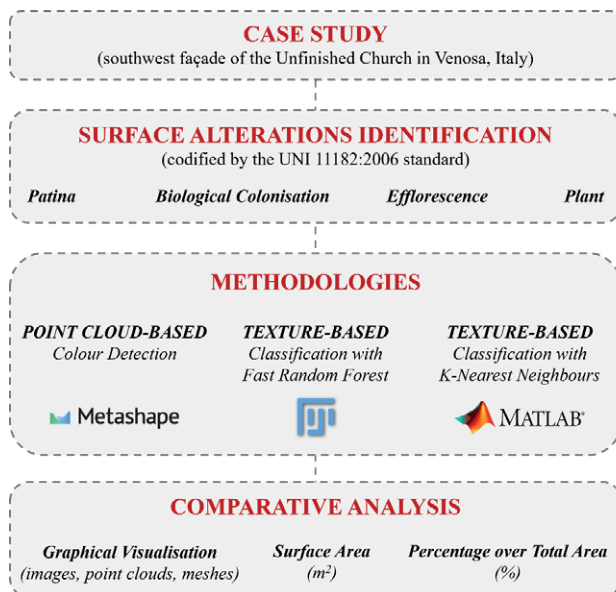 CASE STUDY
(southwest façade of the Unfinished Church in Venosa, Italy)
SURFACE ALTERATIONS IDENTIFICATION
(codified by the UNI 11182:2006 standard)
Patina Biological Colonisation Efflorescence Plant
METHODOLOGIES
POINT CLOUD-BASED TEXTURE-BASED TEXTURE-BASED
Colour Detection Classification with Classification with
Fast Random Forest K-Nearest Neighbours
Metashape FIJI MATLAB®
COMPARATIVE ANALYSIS
Graphical Visualisation Surface Area Percentage over Total Area
(images, point clouds, meshes) (m²) (%)